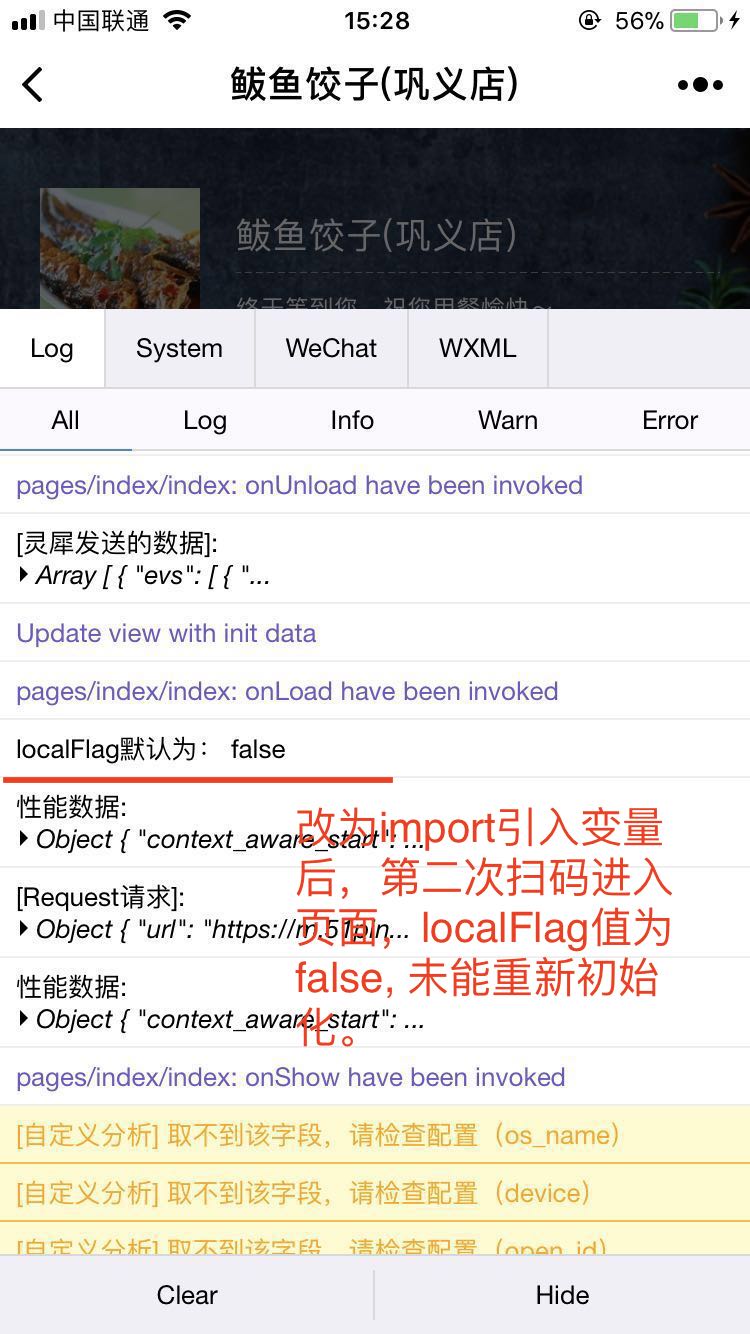 中国联通 15:28 56%
鲅鱼饺子(巩义店)
鲅鱼饺子(巩义店)
终于等到您，祝您用餐愉快~
Log System WeChat WXML
All Log Info Warn Error
pages/index/index: onUnload have been invoked
[灵犀发送的数据]:
Array [ { "evs": [ { "...
Update view with init data
pages/index/index: onLoad have been invoked
localFlag默认为： false
性能数据:
Object { "context_aware_start": ...
[Request请求]:
Object { "url": "https://m.51pin...
性能数据:
Object { "context_aware_start": ...
改为import引入变量
后，第二次扫码进入
页面，localFlag值为
false, 未能重新初始
化。
pages/index/index: onShow have been invoked
[自定义分析] 取不到该字段，请检查配置（os_name）
[自定义分析] 取不到该字段，请检查配置（device）
[自定义分析] 取不到该字段，请检查配置（open_id）
Clear Hide